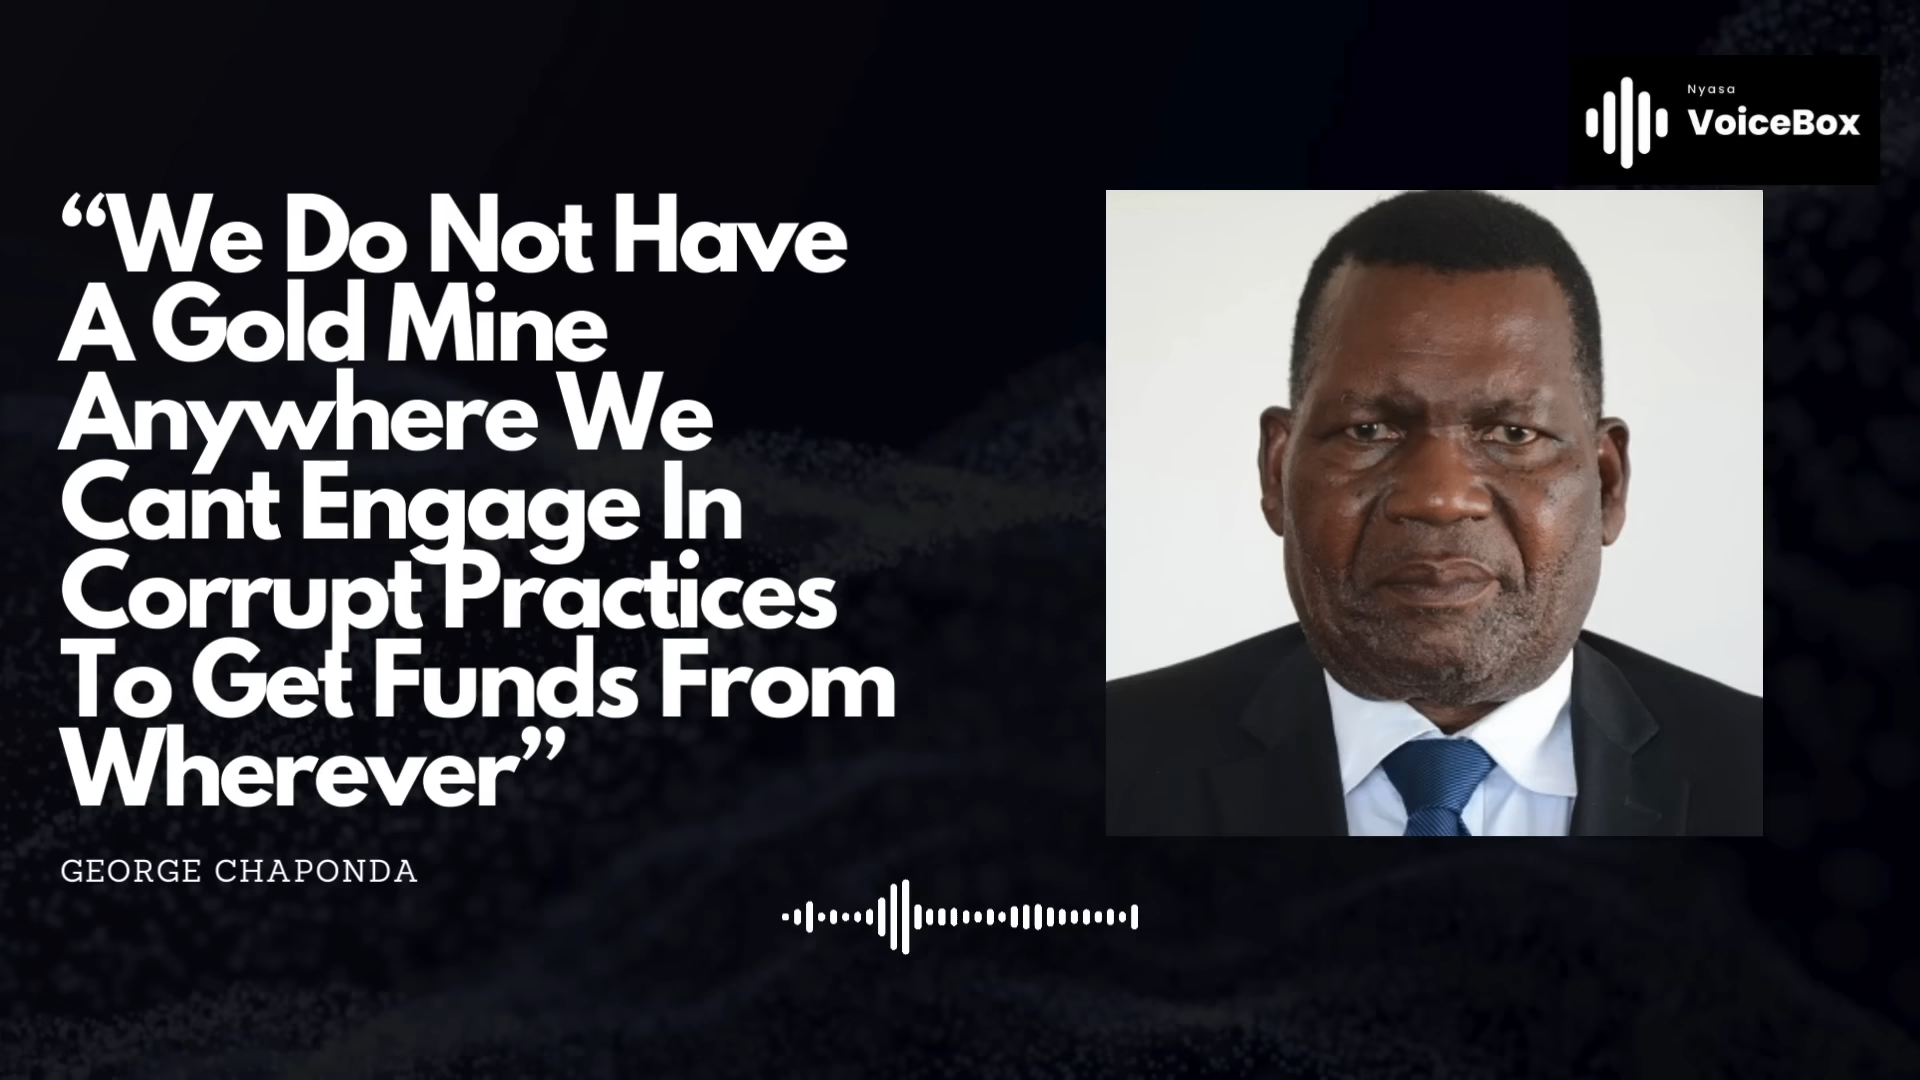 Nyasa
VoiceBox
“We Do Not Have
A Gold Mine
Anywhere We
Cant Engage In
Corrupt Practices
To Get Funds From
Wherever”
GEORGE CHAPONDA